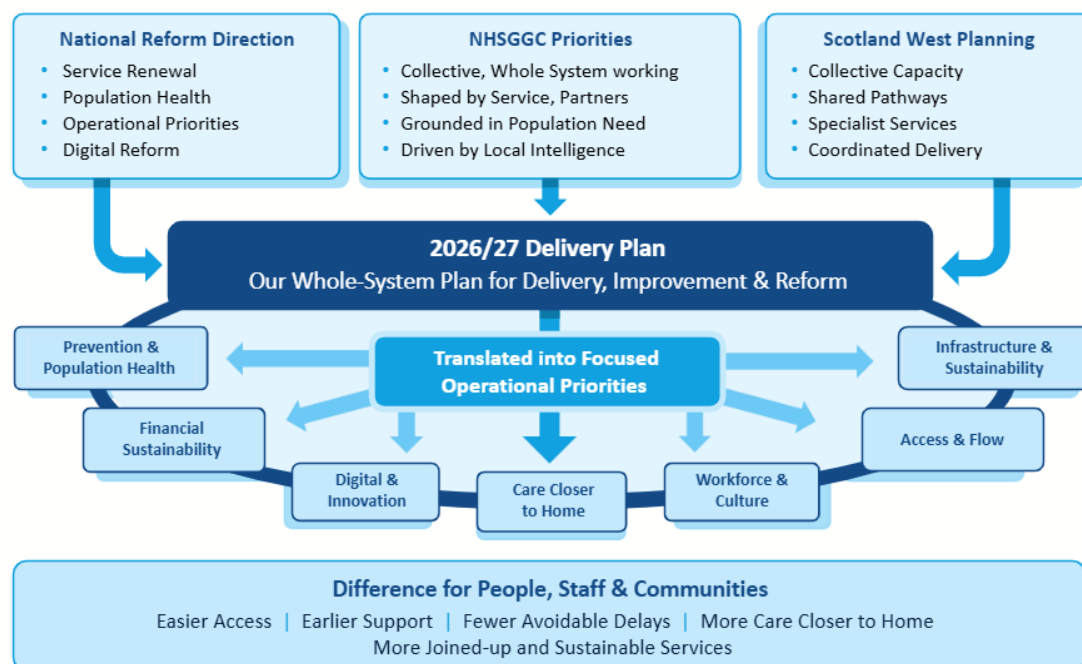 National Reform Direction
• Service Renewal
• Population Health
• Operational Priorities
• Digital Reform
NHSGGC Priorities
• Collective, Whole System working
• Shaped by Service, Partners
• Grounded in Population Need
• Driven by Local Intelligence
Scotland West Planning
• Collective Capacity
• Shared Pathways
• Specialist Services
• Coordinated Delivery
2026/27 Delivery Plan
Our Whole-System Plan for Delivery, Improvement & Reform
Translated into Focused
Operational Priorities
Prevention &
Population Health
Financial
Sustainability
Digital &
Innovation
Care Closer
to Home
Workforce &
Culture
Access & Flow
Infrastructure &
Sustainability
Difference for People, Staff & Communities
Easier Access | Earlier Support | Fewer Avoidable Delays | More Care Closer to Home
More Joined-up and Sustainable Services